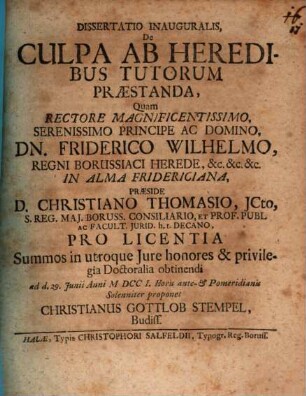 DISSERTATIO INAUGURALIS,
De
CULPA AB HEREDI-
BUS TUTORUM
PRÆSTANDA,
Quam
RECTORE MAGNIFICENTISSIMO,
SERENISSIMO PRINCIPE AC DOMINO,
DN. FRIDERICO WILHELMO,
REGNI BORUSSIACI HEREDE, &c. &c. &c.
IN ALMA FRIDERICIANA,
PRÆSIDE
D. CHRISTIANO THOMASIO, JCto,
S. REG. MAJ. BORUSS. CONSILIARIO, ET PROF. PUBL
AC FACULT. JURID. h. t. DECANO,
PRO LICENTIA
Summos in utroque Jure honores & privile-
gia Doctoralia obtinendi
ad d. 29. Junii Anni M DCC I. Horis ante- & Pomeridianis
Solenniter proponet
CHRISTIANUS GOTTLOB STEMPEL,
Budiss.
HALÆ, Typis CHRISTOPHORI SALFELDII, Typogr. Reg. Boruss.